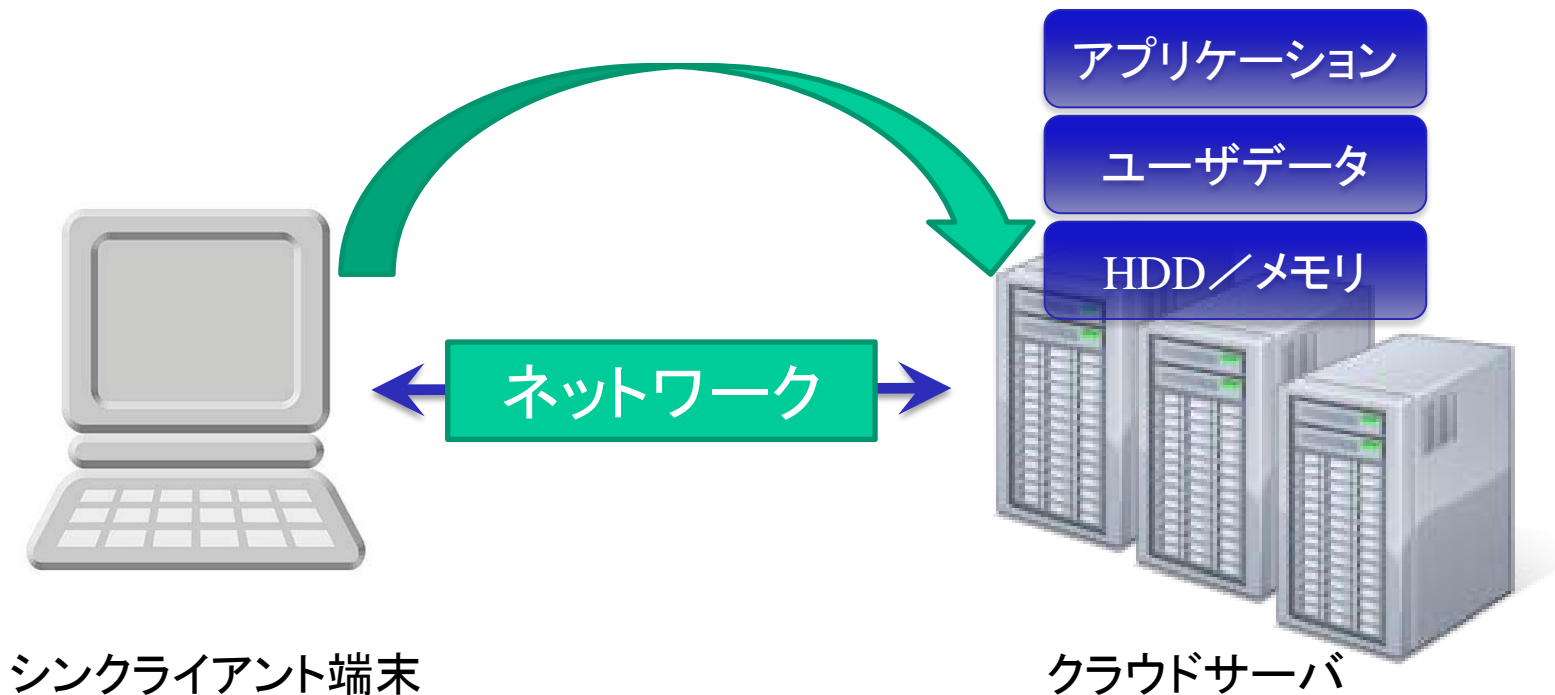 アプリケーション
ユーザデータ
HDD／メモリ
ネットワーク
シンクライアント端末
クラウドサーバ